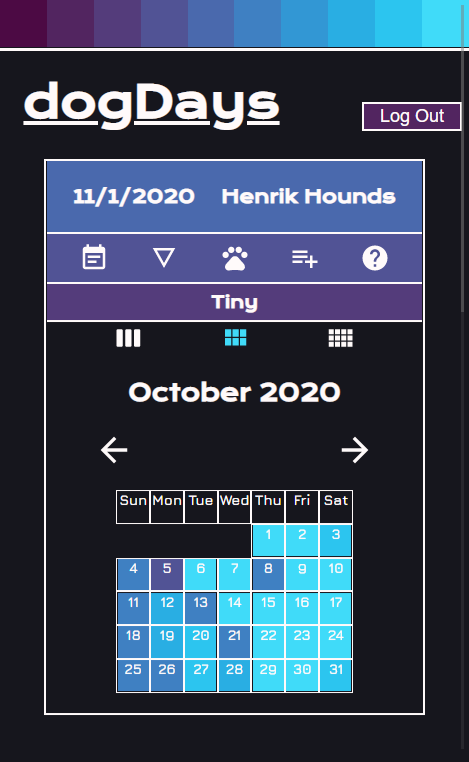 dogDays
Log Out
11/1/2020 Henrik Hounds
Tiny
October 2020
Sun Mon Tue Wed Thu Fri Sat
1 2 3
4 5 6 7 8 9 10
11 12 13 14 15 16 17
18 19 20 21 22 23 24
25 26 27 28 29 30 31